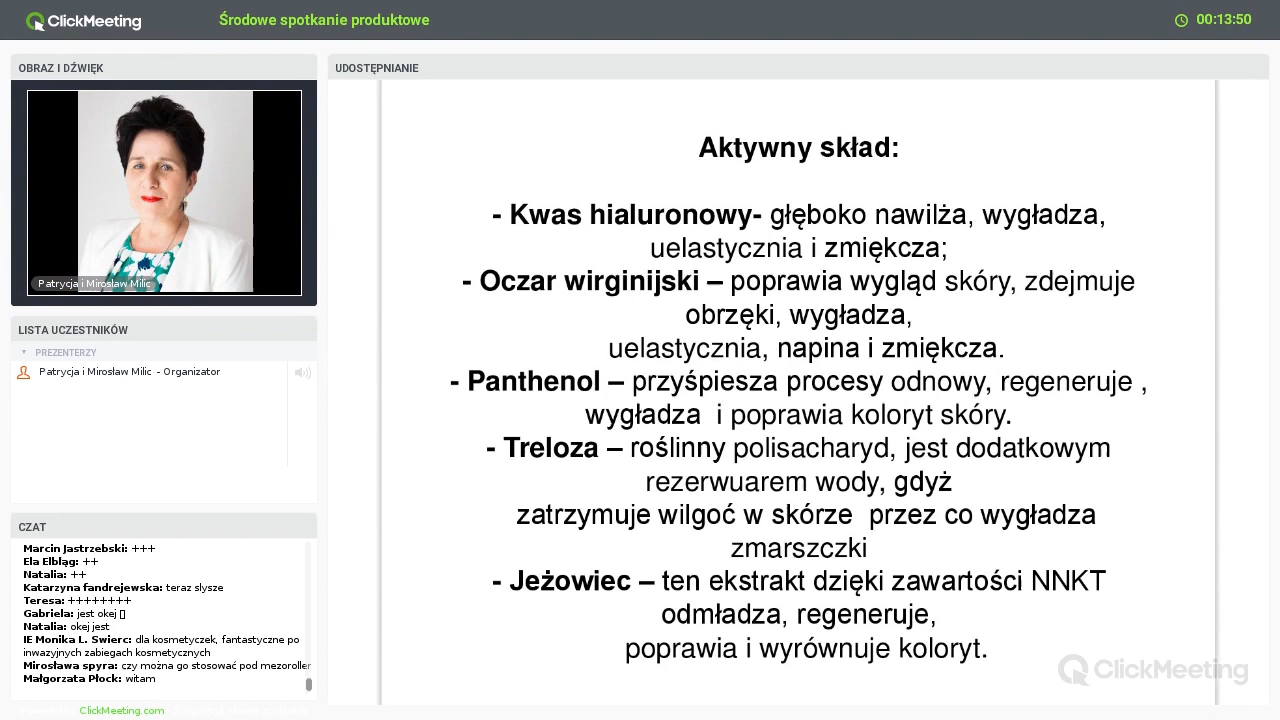 ClickMeeting
Środowe spotkanie produktowe
00:13:50
OBRAZ I DŹWIĘK
Patrycja i Mirosław Milic
LISTA UCZESTNIKÓW
PREZENTERZY
Patrycja i Mirosław Milic - Organizator
CZAT
Marcin Jastrzebski: +++
Ela Elbląg: ++
Natalia: ++
Katarzyna fandrejewska: teraz slysze
Teresa: ++++++++
Gabriela: jest okej
Natalia: okej jest
IE Monika L. Swierc: dla kosmetyczek, fantastyczne po
inwazyjnych zabiegach kosmetycznych
Mirosława spyra: czy można go stosować pod mezoroller
Małgorzata Płock: witam
ClickMeeting.com
UDOSTĘPNIANIE
Aktywny skład:
- Kwas hialuronowy- głęboko nawilża, wygładza,
uelastycznia i zmiękcza;
- Oczar wirginijski – poprawia wygląd skóry, zdejmuje
obrzęki, wygładza,
uelastycznia, napina i zmiękcza.
- Panthenol – przyśpiesza procesy odnowy, regeneruje ,
wygładza i poprawia koloryt skóry.
- Treloza – roślinny polisacharyd, jest dodatkowym
rezerwuarem wody, gdyż
zatrzymuje wilgoć w skórze przez co wygładza
zmarszczki
- Jeżowiec – ten ekstrakt dzięki zawartości NNKT
odmładza, regeneruje,
poprawia i wyrównuje koloryt.
ClickMeeting